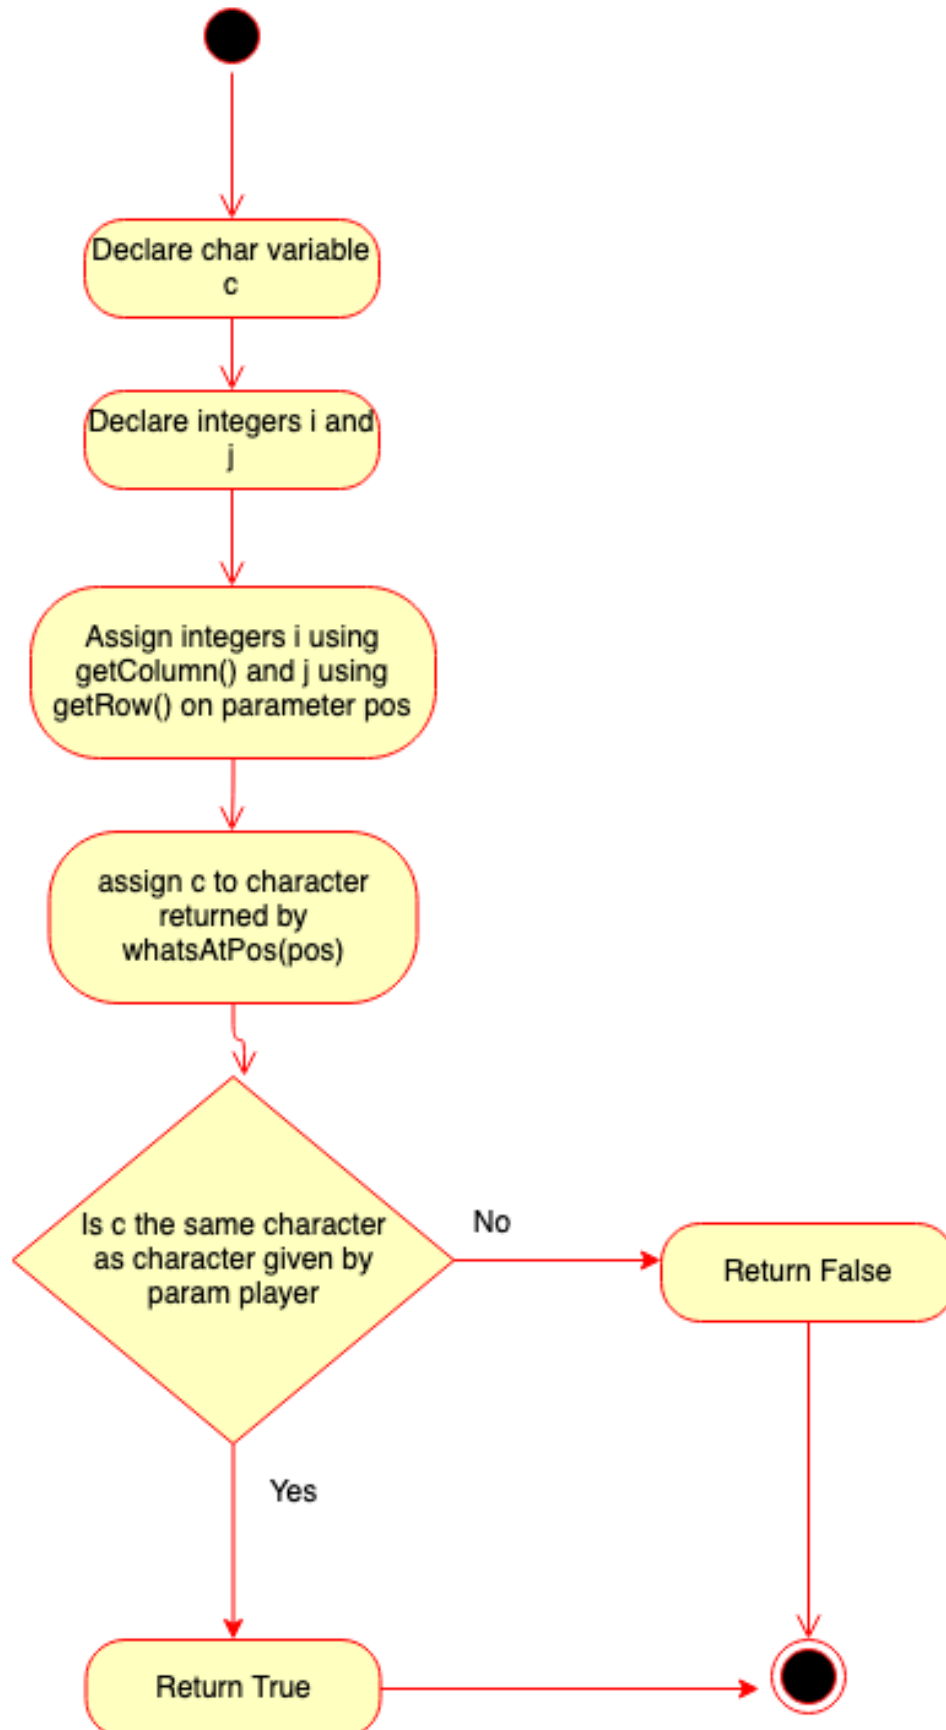 Declare char variable
c
Declare integers i and
j
Assign integers i using
getColumn() and j using
getRow() on parameter pos
assign c to character
returned by
whatsAtPos(pos)
Is c the same character
as character given by
param player
No
Return False
Yes
Return True